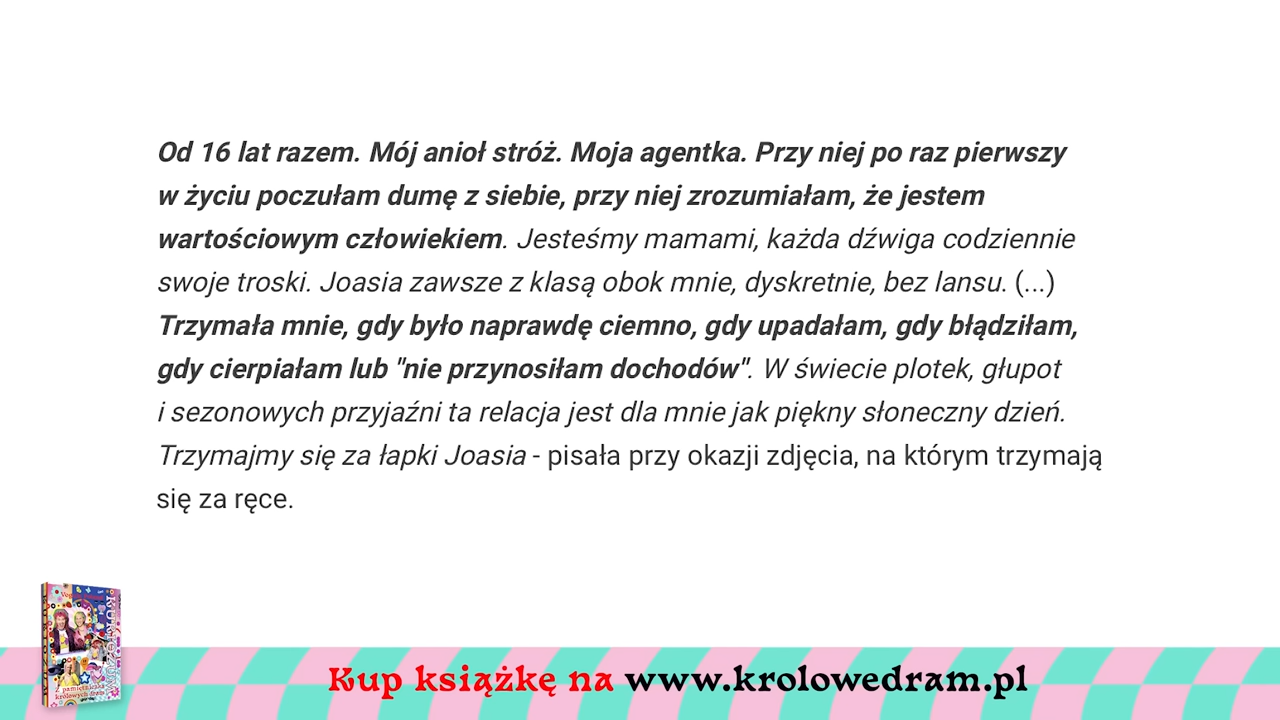 Od 16 lat razem. Mój anioł stróż. Moja agentka. Przy niej po raz pierwszy
w życiu poczułam dumę z siebie, przy niej zrozumiałam, że jestem
wartościowym człowiekiem. Jesteśmy mamami, każda dźwiga codziennie
swoje troski. Joasia zawsze z klasą obok mnie, dyskretnie, bez lansu. (...)
Trzymała mnie, gdy było naprawdę ciemno, gdy upadałam, gdy błądziłam,
gdy cierpiałam lub "nie przynosiłam dochodów". W świecie plotek, głupot
i sezonowych przyjaźni ta relacja jest dla mnie jak piękny słoneczny dzień.
Trzymajmy się za łapki Joasia - pisała przy okazji zdjęcia, na którym trzymają
się za ręce.
Z pamiętników
królowych dram
Kup książkę na www.krolowedram.pl